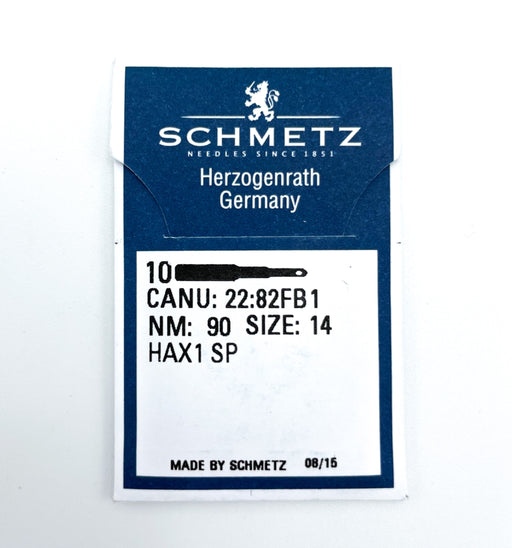 SCHMETZ
NEEDLES SINCE 1851
Herzogenrath
Germany
10
CANU: 22:82FB1
NM: 90 SIZE: 14
HAX1 SP
MADE BY SCHMETZ 08/15